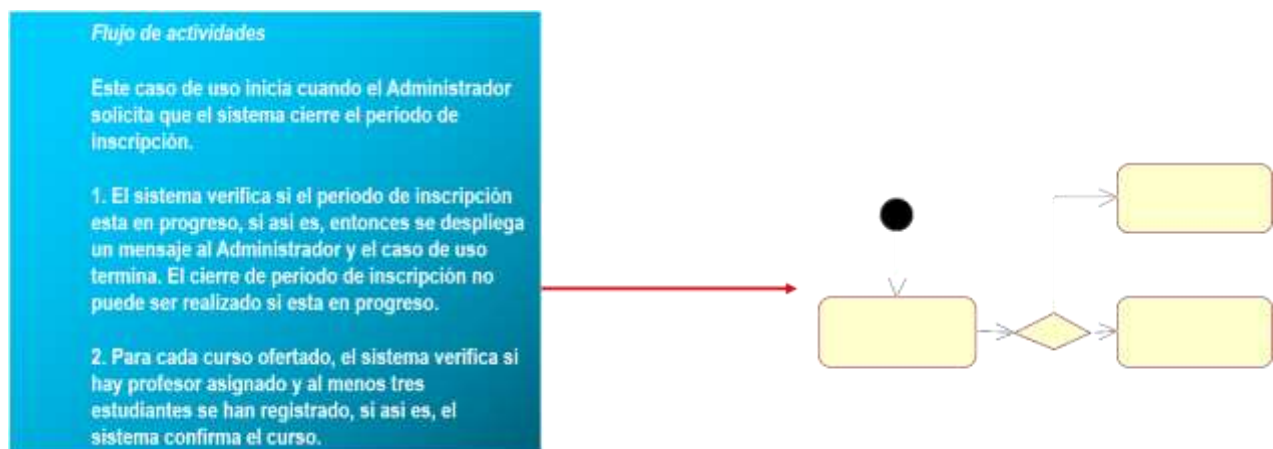 Flujo de actividades
Este caso de uso inicia cuando el Administrador
solicita que el sistema cierre el periodo de
inscripción.
1. El sistema verifica si el periodo de inscripción
esta en progreso, si asi es, entonces se despliega
un mensaje al Administrador y el caso de uso
termina. El cierre de periodo de inscripción no
puede ser realizado si esta en progreso.
2. Para cada curso ofertado, el sistema verifica si
hay profesor asignado y al menos tres
estudiantes se han registrado, si asi es, el
sistema confirma el curso.